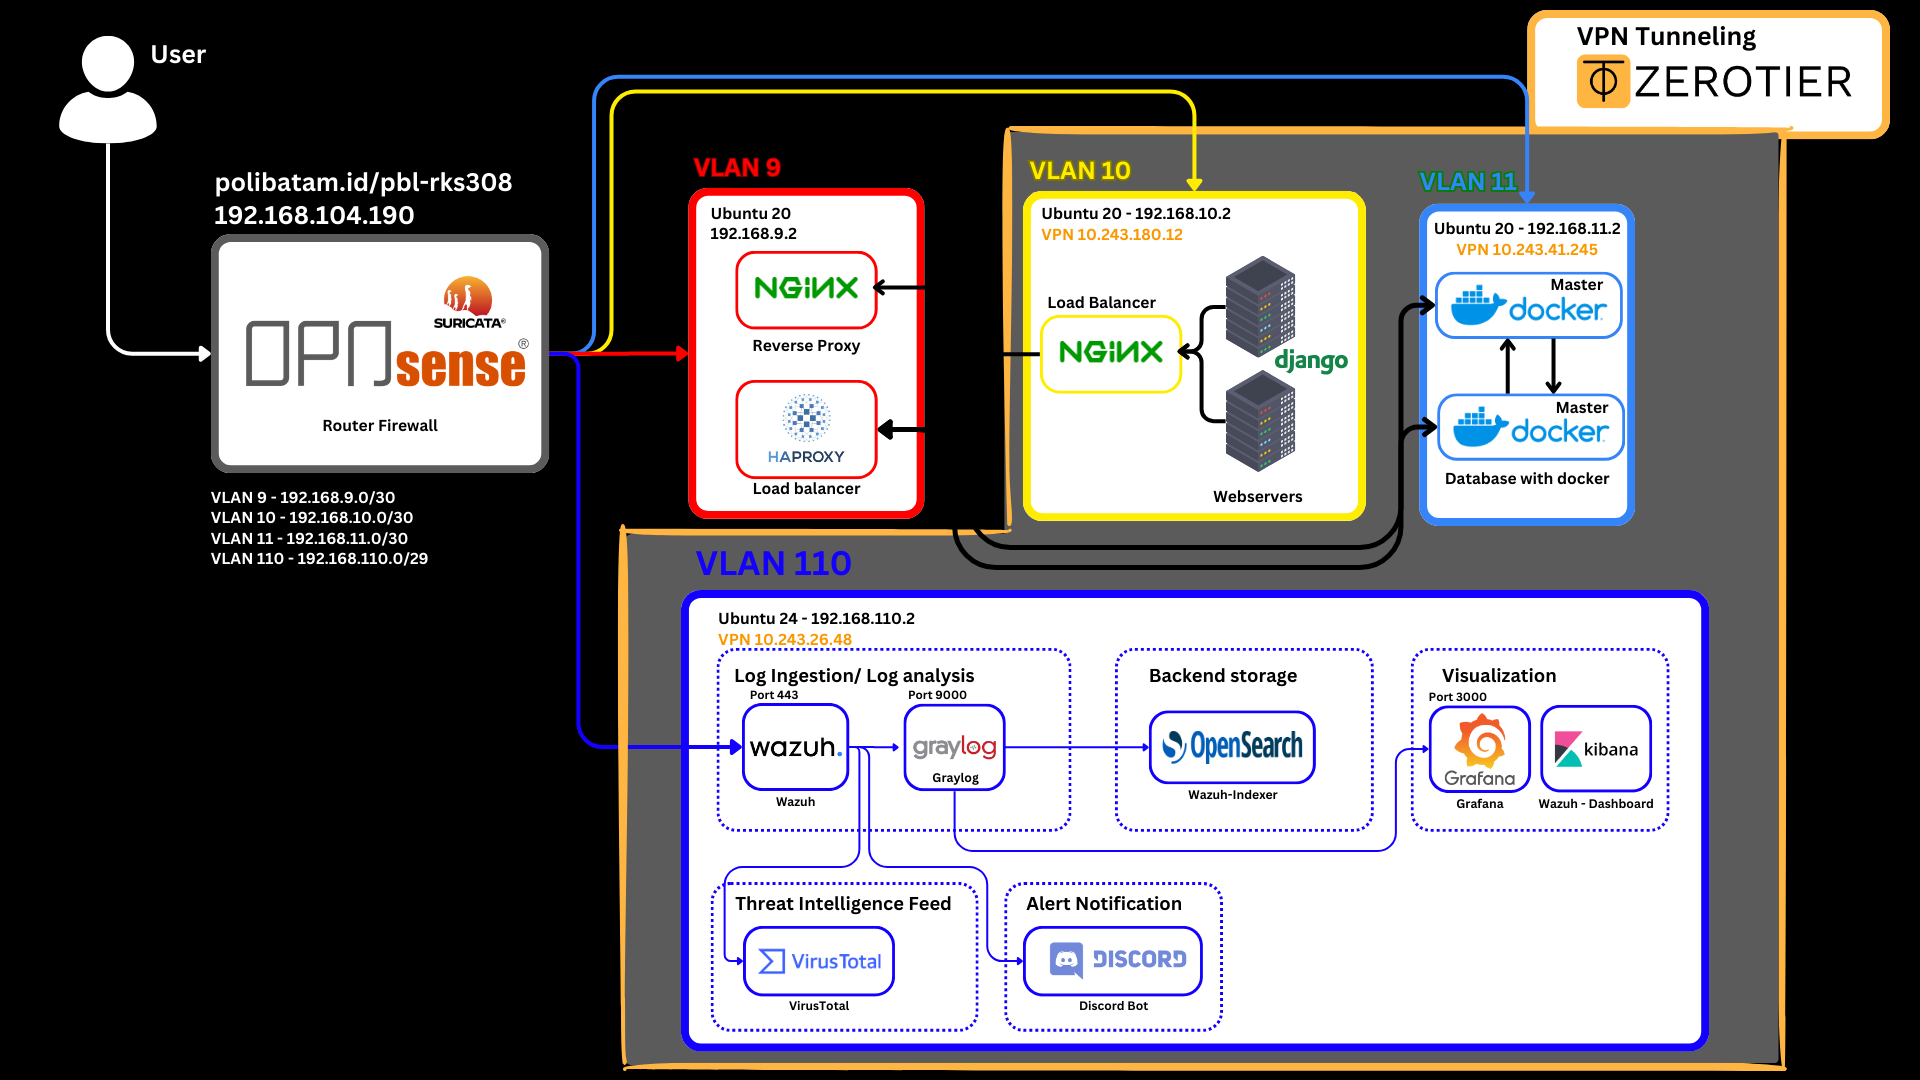 User
VPN Tunneling
ZEROTIER
polibatam.id/pbl-rks308
192.168.104.190
SURICATA®
OPNsense®
Router Firewall
VLAN 9 - 192.168.9.0/30
VLAN 10 - 192.168.10.0/30
VLAN 11 - 192.168.11.0/30
VLAN 110 - 192.168.110.0/29
VLAN 9
Ubuntu 20
192.168.9.2
NGiNX
Reverse Proxy
HAPROXY
Load balancer
VLAN 10
Ubuntu 20 - 192.168.10.2
VPN 10.243.180.12
Load Balancer
NGiNX
django
Webservers
VLAN 11
Ubuntu 20 - 192.168.11.2
VPN 10.243.41.245
Master
docker
Master
docker
Database with docker
VLAN 110
Ubuntu 24 - 192.168.110.2
VPN 10.243.26.48
Log Ingestion/ Log analysis
Port 443
wazuh.
Wazuh
Port 9000
graylog
Graylog
Backend storage
OpenSearch
Wazuh-Indexer
Visualization
Port 3000
Grafana
Grafana
kibana
Wazuh - Dashboard
Threat Intelligence Feed
VirusTotal
VirusTotal
Alert Notification
DISCORD
Discord Bot